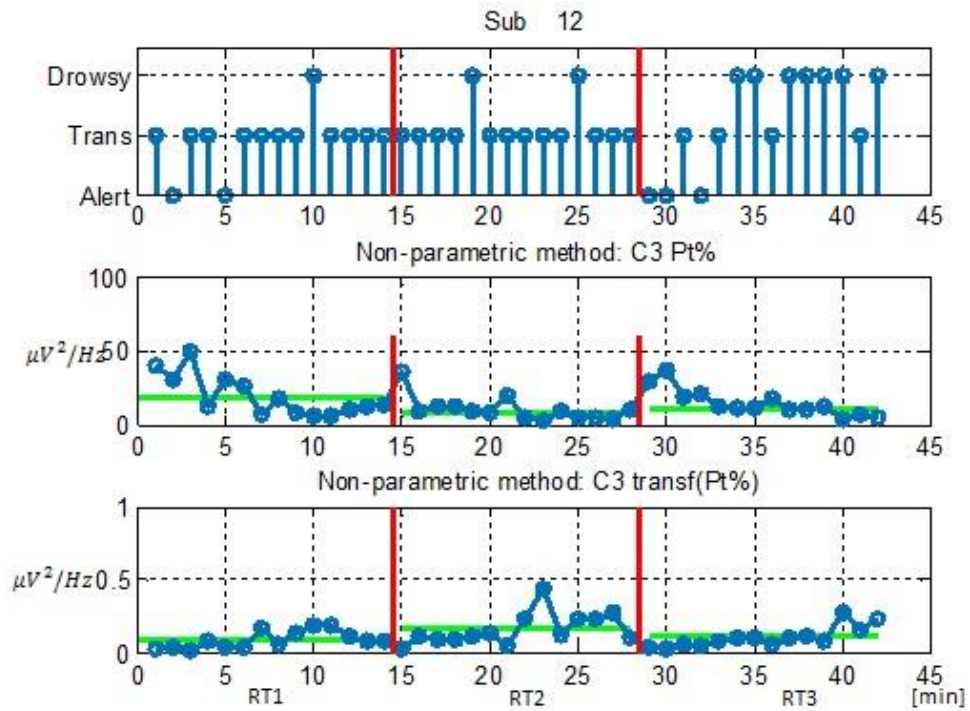 Sub 12
Drowsy
Trans
Alert
0 5 10 15 20 25 30 35 40 45
Non-parametric method: C3 Pt%
100
μV²/Hz 50
0
0 5 10 15 20 25 30 35 40 45
Non-parametric method: C3 transf(Pt%)
1
μV²/Hz 0.5
0
0 5 10 15 20 25 30 35 40 45
RT1 RT2 RT3 [min]